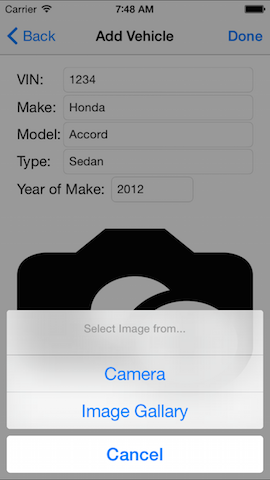 Carrier 7:48 AM
Back Add Vehicle Done
VIN: 1234
Make: Honda
Model: Accord
Type: Sedan
Year of Make: 2012
Select Image from...
Camera
Image Gallary
Cancel